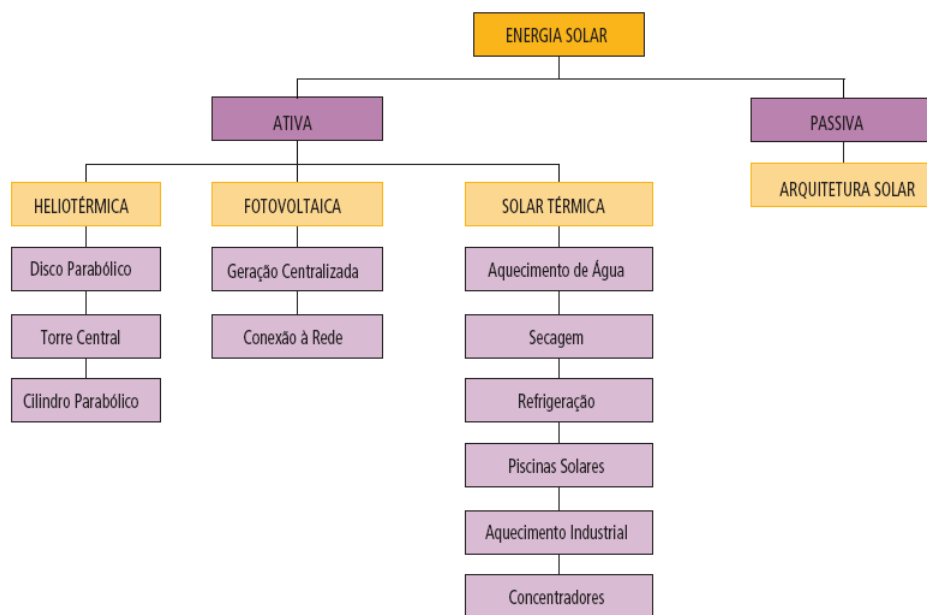 ENERGIA SOLAR
ATIVA
PASSIVA
HELIOTÉRMICA
FOTOVOLTAICA
SOLAR TÉRMICA
ARQUITETURA SOLAR
Disco Parabólico
Geração Centralizada
Aquecimento de Água
Torre Central
Conexão à Rede
Secagem
Cilindro Parabólico
Refrigeração
Piscinas Solares
Aquecimento Industrial
Concentradores